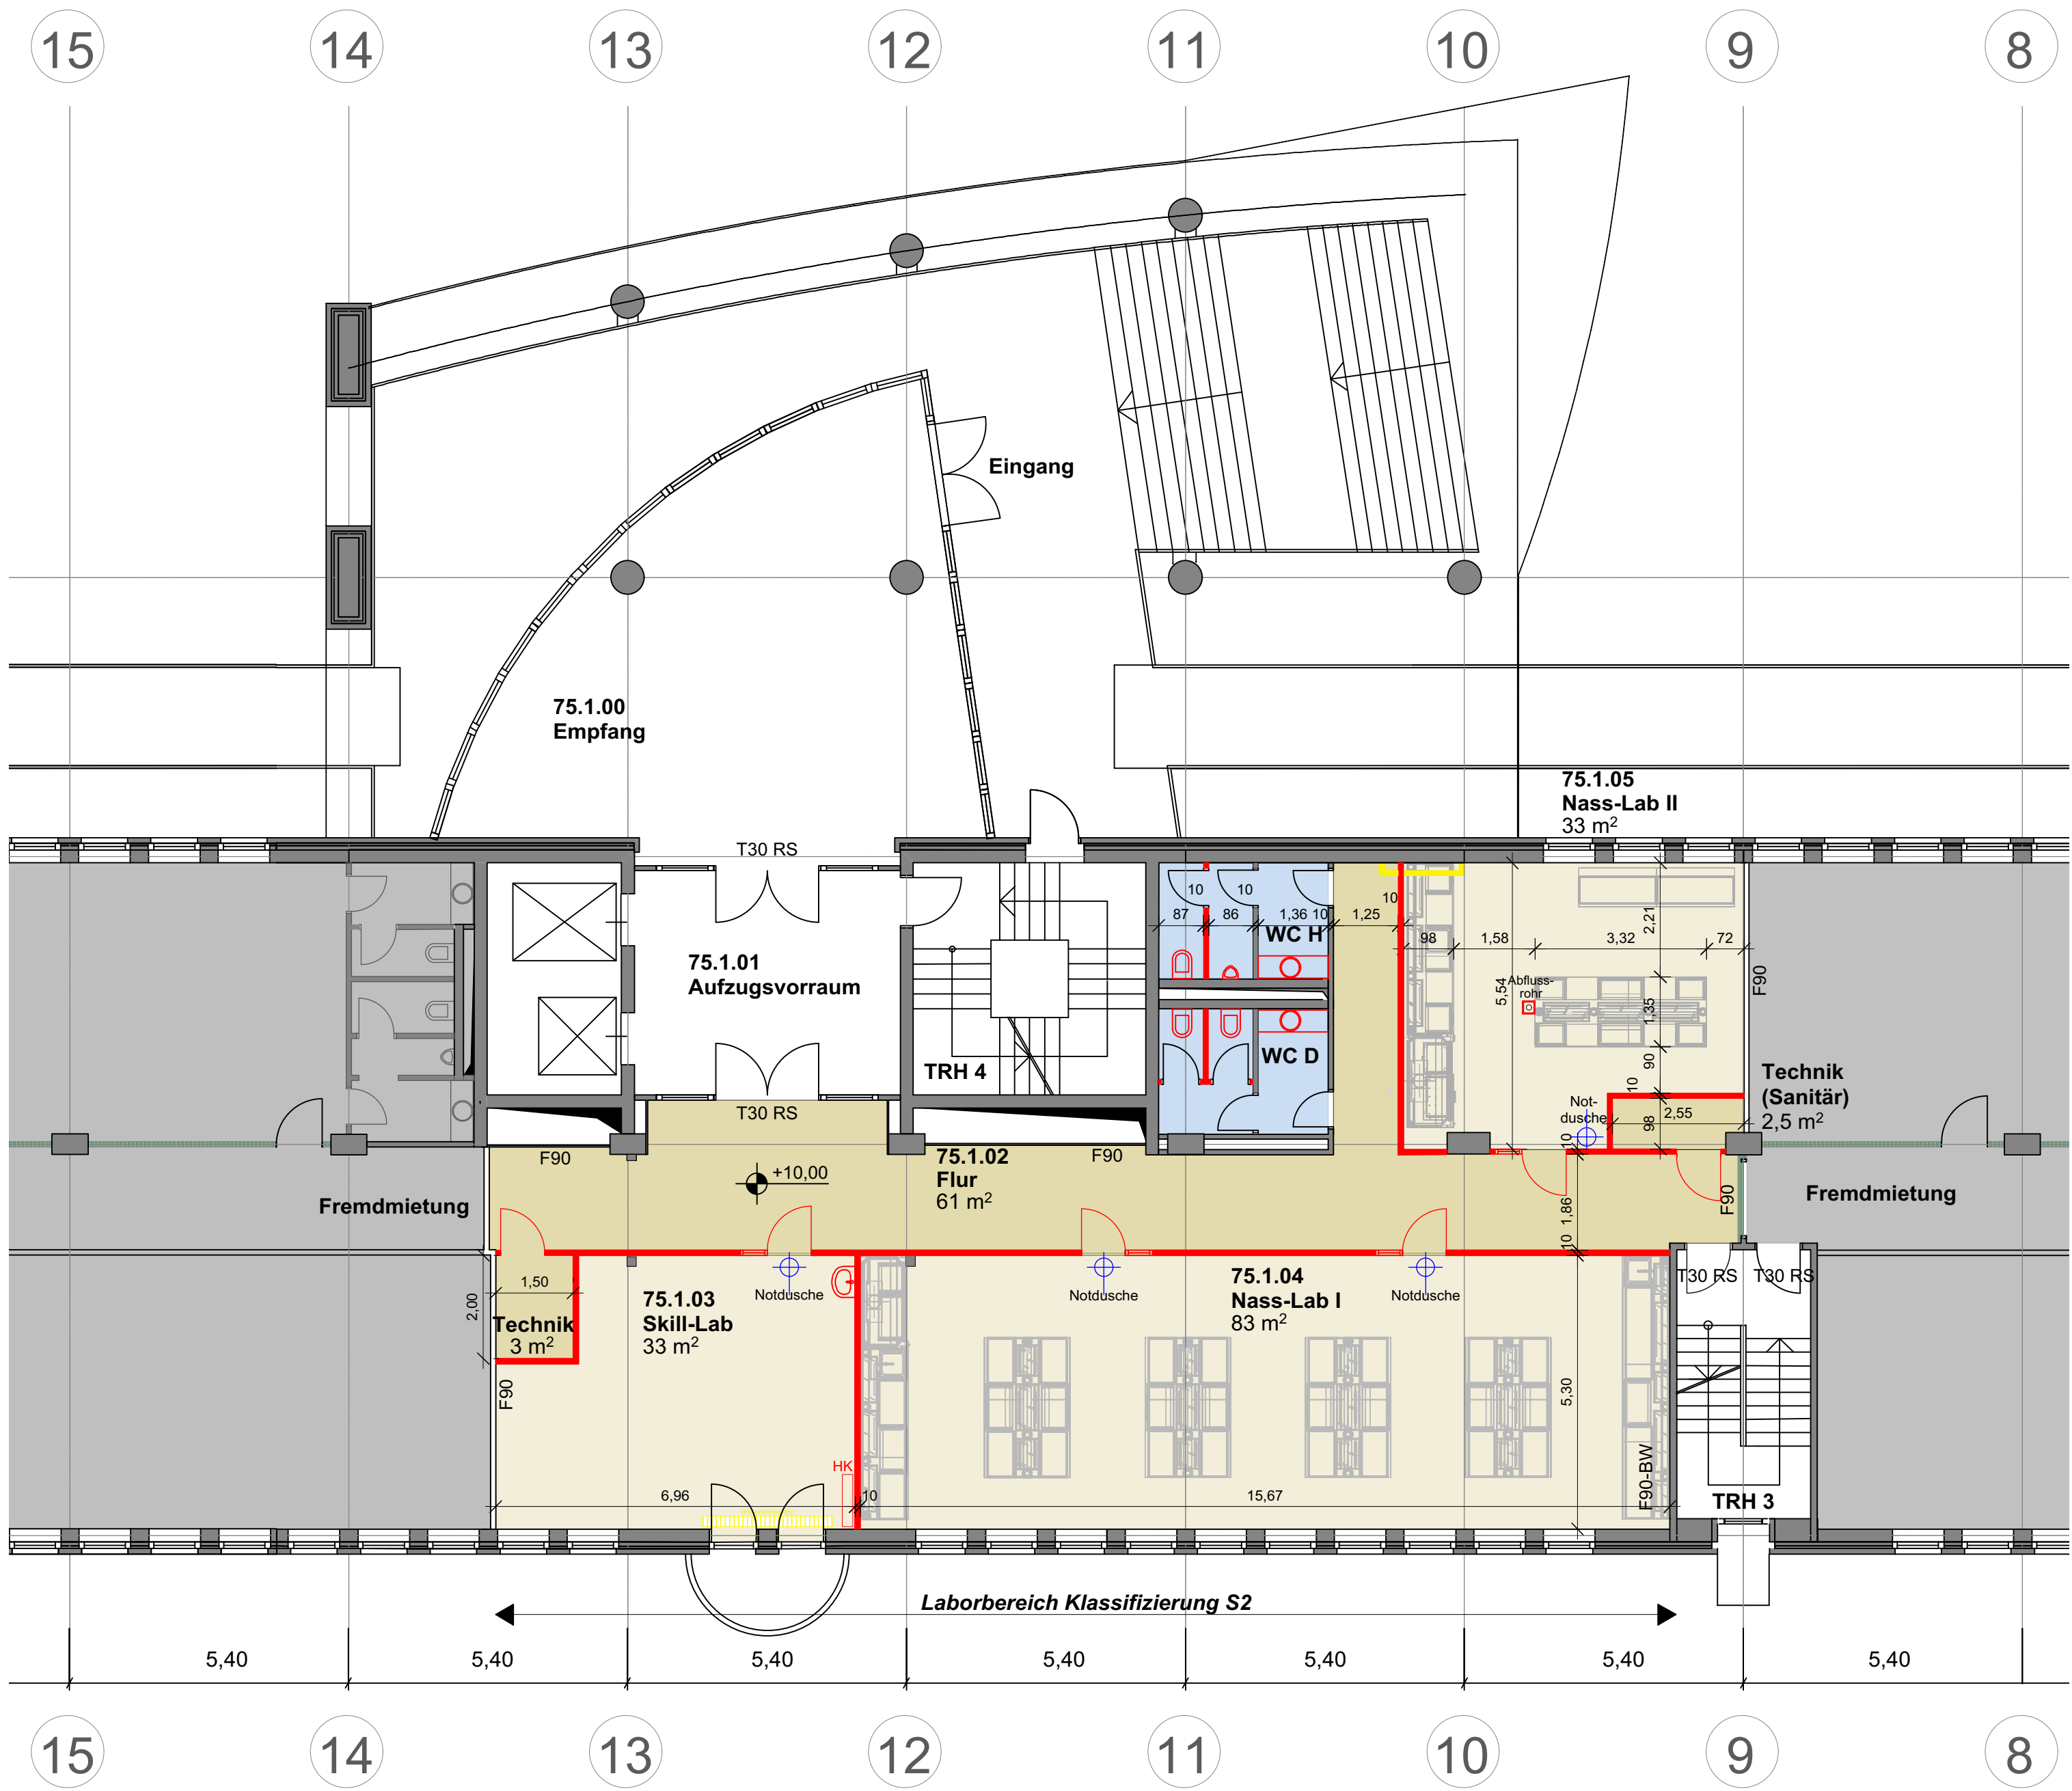 15 14 13 12 11 10 9 8
Eingang
75.1.00
Empfang
75.1.05
Nass-Lab II
33 m²
T30 RS
10 10 10
87 86 1,36 10 1,25
WC H
98 1,58 3,32 72
2,21
F90
75.1.01
Aufzugsvorraum
Abfluss-
rohr
5,54
1,35
WC D
TRH 4
90
Technik
(Sanitär)
2,5 m²
10
T30 RS
Not-
dusche
2,55
98
10
F90
75.1.02
Flur
61 m²
F90
+10,00
Fremdmietung
F90
Fremdmietung
1,86
10
T30 RS T30 RS
1,50
2,00
Technik
3 m²
75.1.03
Skill-Lab
33 m²
Notdusche
Notdusche
75.1.04
Nass-Lab I
83 m²
Notdusche
F90
5,30
HK
F90-BW
6,96 10 15,67
TRH 3
Laborbereich Klassifizierung S2
5,40 5,40 5,40 5,40 5,40 5,40 5,40
15 14 13 12 11 10 9 8